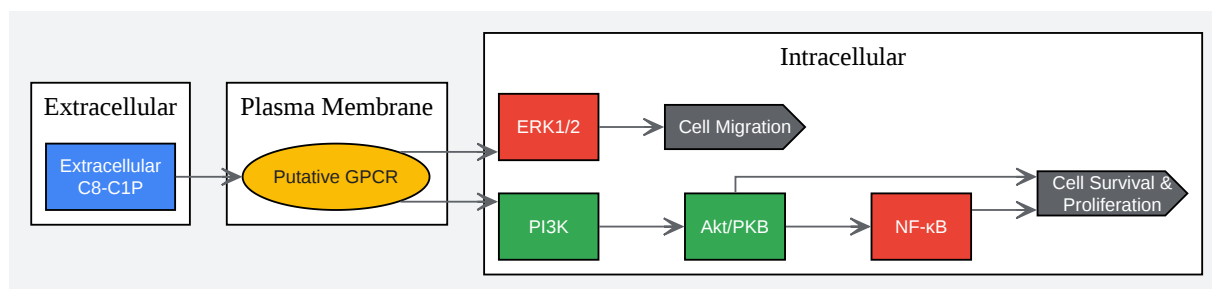 Extracellular
Extracellular
C8-C1P
Plasma Membrane
Putative GPCR
Intracellular
ERK1/2
Cell Migration
PI3K
Akt/PKB
NF-κB
Cell Survival &
Proliferation